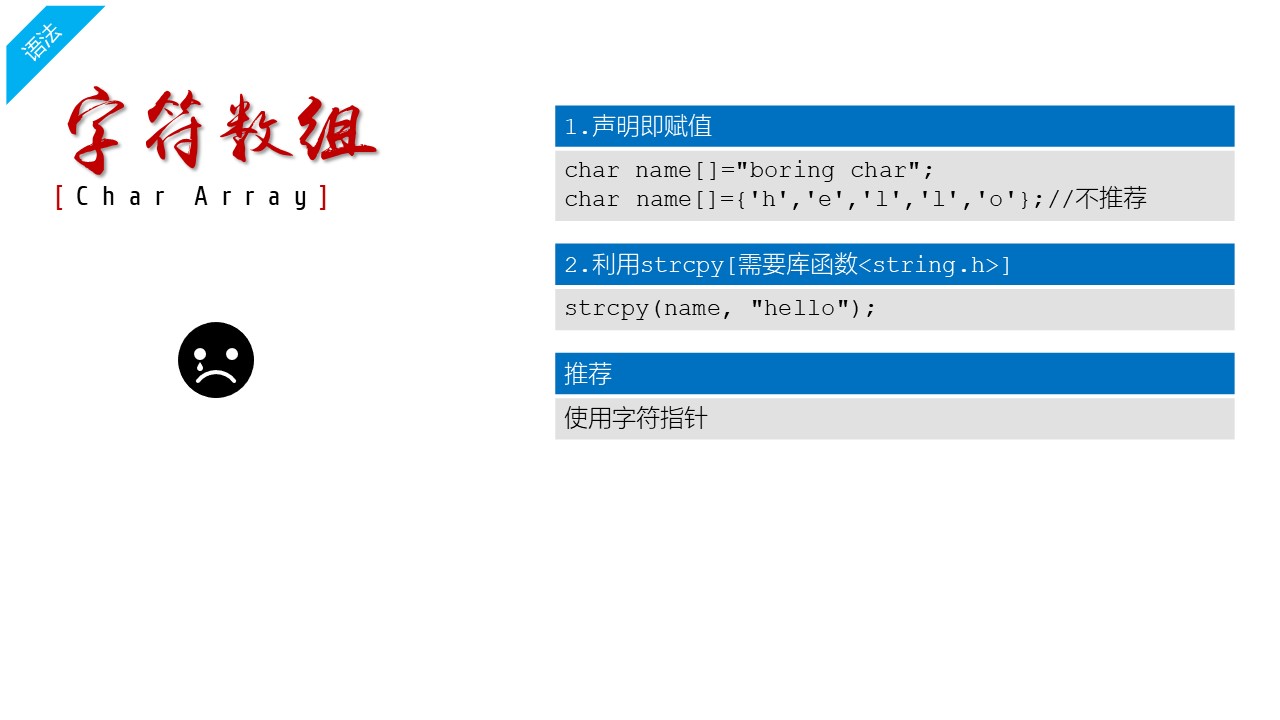 语法
字符数组
[Char Array]
1.声明即赋值
char name[]="boring char";
char name[]={'h','e','l','l','o'};//不推荐
2.利用strcpy[需要库函数<string.h>]
strcpy(name, "hello");
推荐
使用字符指针